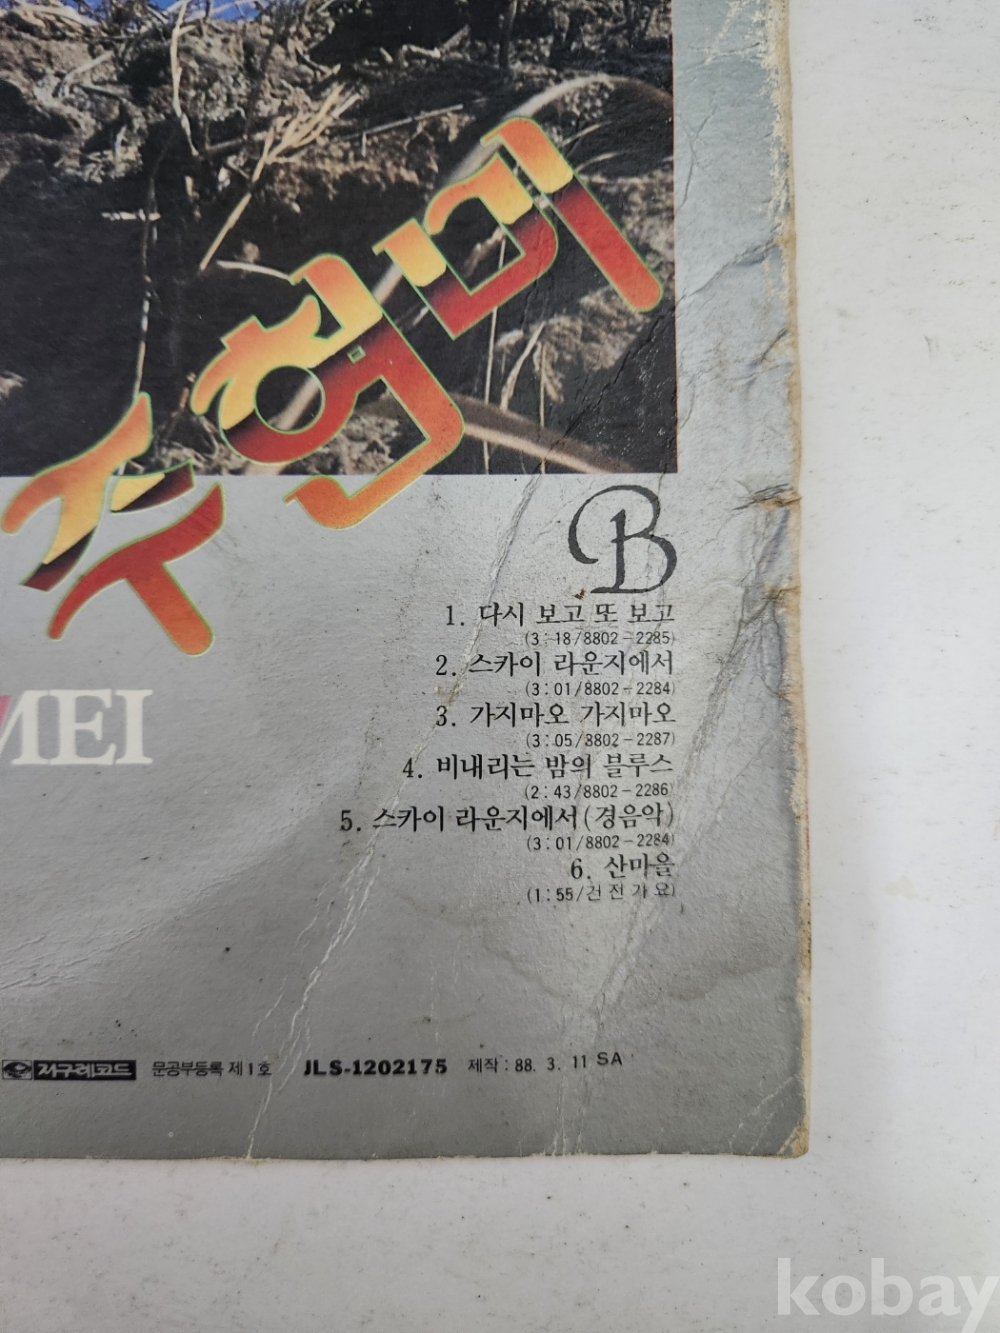 주현미
MEI
B
1. 다시 보고 또 보고
(3:18/8802-2285)
2. 스카이 라운지에서
(3:01/8802-2284)
3. 가지마오 가지마오
(3:05/8802-2287)
4. 비내리는 밤의 블루스
(2:43/8802-2286)
5. 스카이 라운지에서(경음악)
(3:01/8802-2284)
6. 산마을
(1:55/건전가요)
지구레코드 문공부등록 제1호 JLS-1202175 제작: 88. 3. 11 SA
kobay